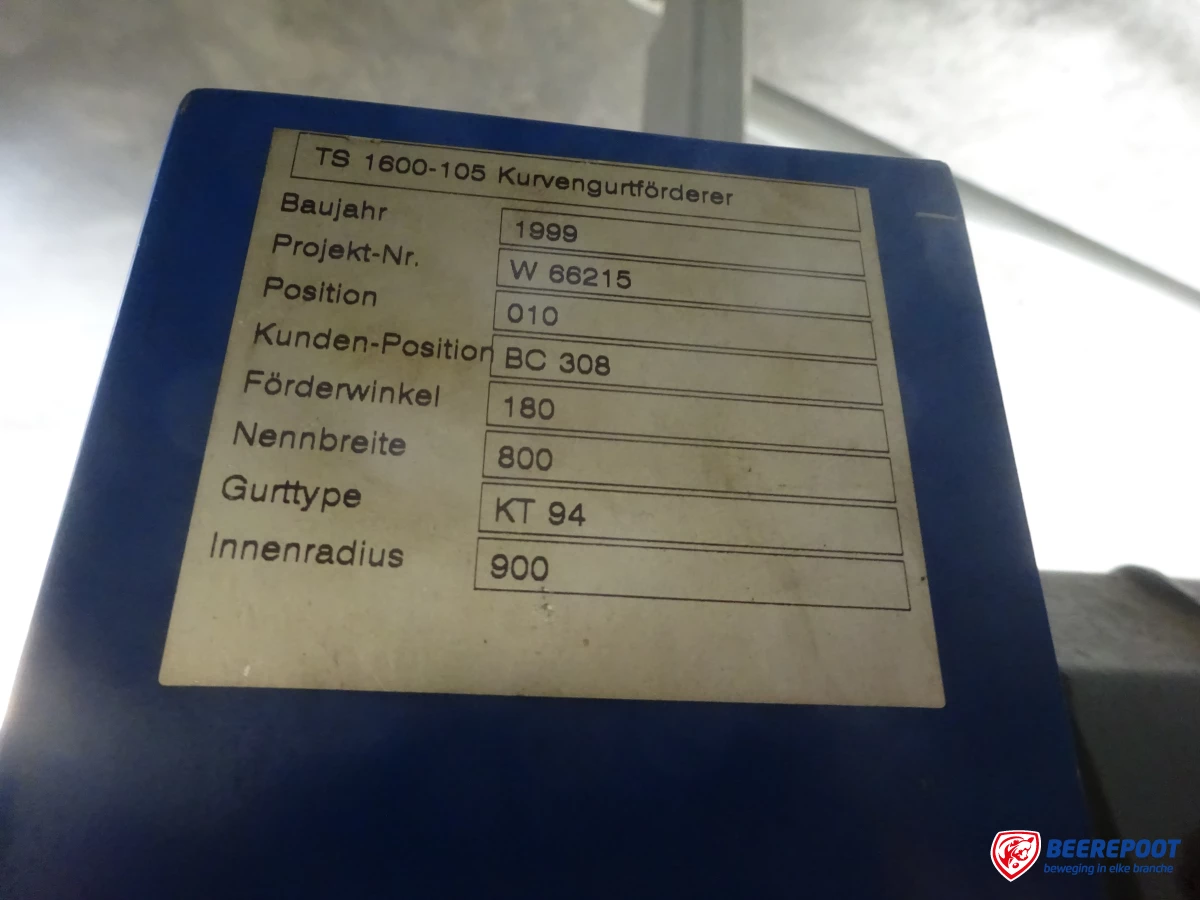 TS 1600-105 Kurvengurtförderer
Baujahr 1999
Projekt-Nr. W 66215
Position 010
Kunden-Position BC 308
Förderwinkel 180
Nennbreite 800
Gurttype KT 94
Innenradius 900
BEEREPOOT
beweging in elke branche